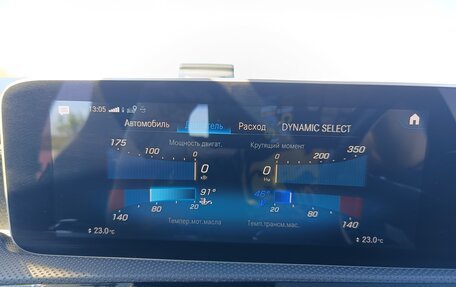 13:05
Автомобиль Двигатель Расход DYNAMIC SELECT
Мощность двигат. Крутящий момент
175 100 0 0 200 350
0 0
кВт Нм
91° 46°
140 80 20 20 80 140
Темпер.мот.масла Темп.трансм.мас.
23.0°C 23.0°C